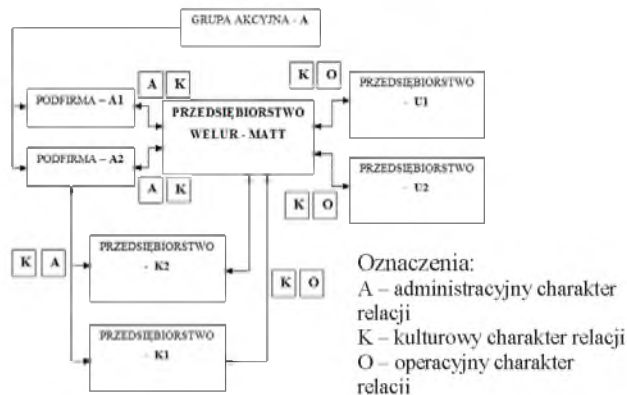 GRUPA AKCYJNA - A
A K
K O
PODFIRMA – A1
PRZEDSIĘBIORSTWO
WELUR - MATT
PRZEDSIĘBIORSTWO
- U1
PODFIRMA – A2
A K
K O
PRZEDSIĘBIORSTWO
- U2
K A
PRZEDSIĘBIORSTWO
- K2
K O
PRZEDSIĘBIORSTWO
- K1
Oznaczenia:
A – administracyjny charakter
relacji
K – kulturowy charakter relacji
O – operacyjny charakter
relacji